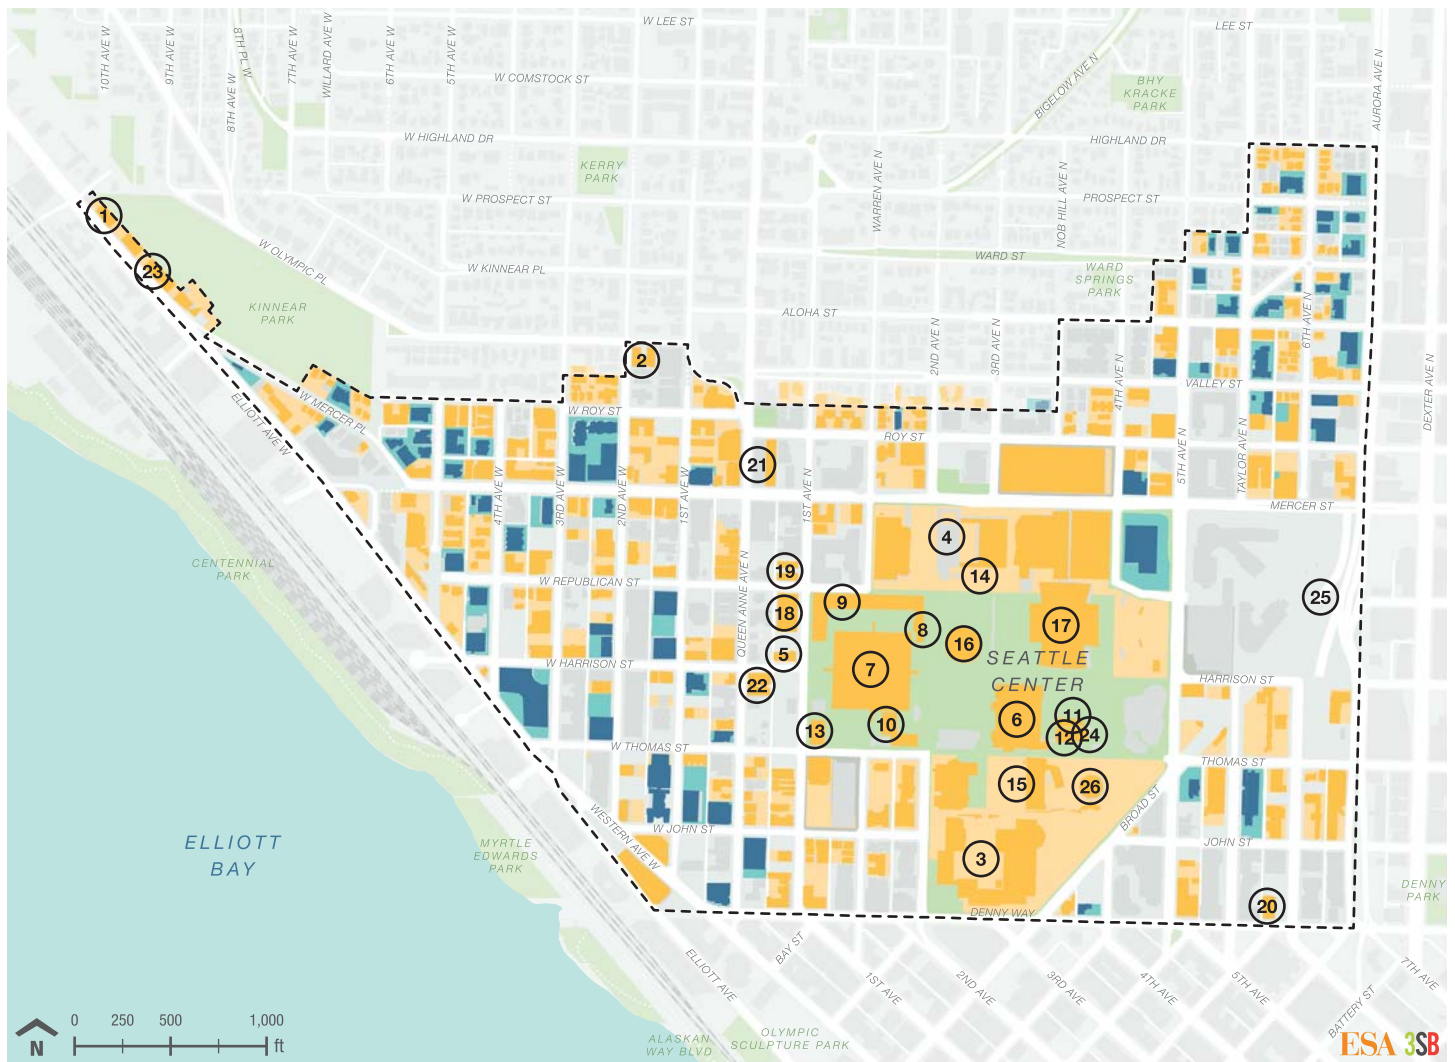 W LEE ST
LEE ST
10TH AVE W
9TH AVE W
8TH PL W
8TH AVE W
7TH AVE W
WILLARD AVE W
6TH AVE W
5TH AVE W
W COMSTOCK ST
BIGELOW AVE N
BHY
KRACKE
PARK
AURORA AVE N
W HIGHLAND DR
HIGHLAND DR
KERRY
PARK
WARREN AVE N
NOB HILL AVE N
W PROSPECT ST
PROSPECT ST
1
W OLYMPIC PL
W KINNEAR PL
WARD ST
WARD
SPRINGS
PARK
23
KINNEAR
PARK
ALOHA ST
6TH AVE N
2ND AVE N
3RD AVE N
2
4TH AVE N
DEXTER AVE N
VALLEY ST
W MERCER PL
ELLIOTT AVE W
W ROY ST
ROY ST
21
4TH AVE W
3RD AVE W
2ND AVE W
1ST AVE W
1ST AVE N
5TH AVE N
TAYLOR AVE N
MERCER ST
4
CENTENNIAL
PARK
QUEEN ANNE AVE N
W REPUBLICAN ST
19
14
9
25
18
8
17
16
5
W HARRISON ST
7
SEATTLE
CENTER
HARRISON ST
22
6
11
10
13
12
24
W THOMAS ST
THOMAS ST
15
26
WESTERN AVE W
BROAD ST
W JOHN ST
JOHN ST
ELLIOTT
BAY
MYRTLE
EDWARDS
PARK
3
DENNY
PARK
20
DENNY WAY
BAY ST
ELLIOTT AVE
1ST AVE
2ND AVE
3RD AVE
4TH AVE
5TH AVE
7TH AVE
BATTERY ST
0 250 500 1,000
ft
N
ALASKAN
WAY BLVD
OLYMPIC
SCULPTURE PARK
ESA 3SB